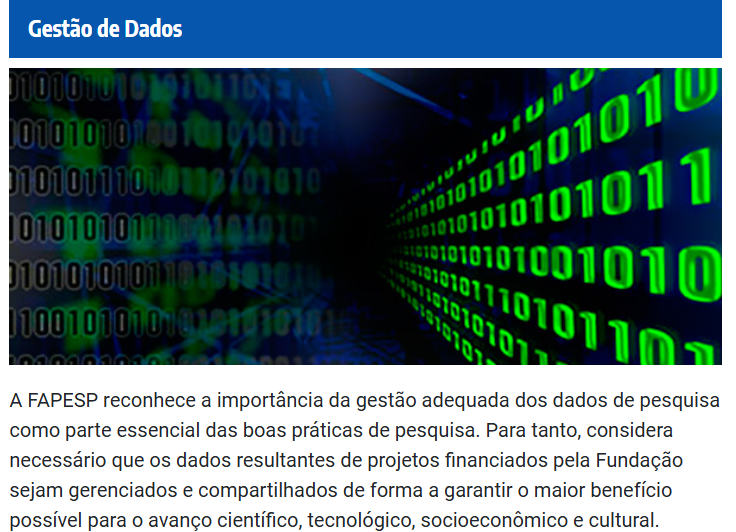 Gestão de Dados
A FAPESP reconhece a importância da gestão adequada dos dados de pesquisa
como parte essencial das boas práticas de pesquisa. Para tanto, considera
necessário que os dados resultantes de projetos financiados pela Fundação
sejam gerenciados e compartilhados de forma a garantir o maior benefício
possível para o avanço científico, tecnológico, socioeconômico e cultural.